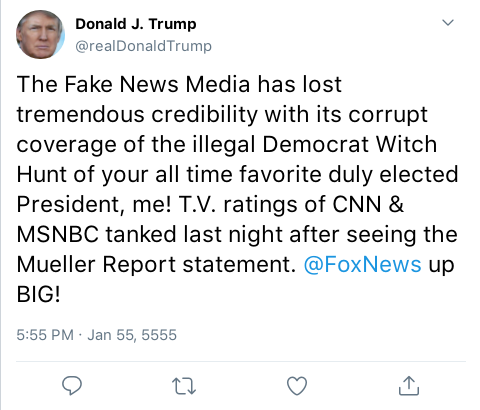 Donald J. Trump
@realDonaldTrump
The Fake News Media has lost
tremendous credibility with its corrupt
coverage of the illegal Democrat Witch
Hunt of your all time favorite duly elected
President, me! T.V. ratings of CNN &
MSNBC tanked last night after seeing the
Mueller Report statement. @FoxNews up
BIG!
5:55 PM · Jan 55, 5555